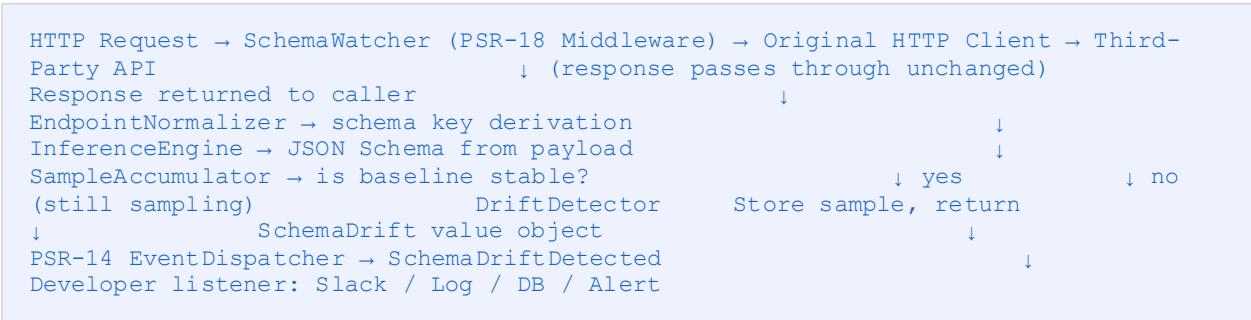 HTTP Request → SchemaWatcher (PSR-18 Middleware) → Original HTTP Client → Third-
Party API ↓ (response passes through unchanged)
Response returned to caller ↓
EndpointNormalizer → schema key derivation ↓
InferenceEngine → JSON Schema from payload ↓
SampleAccumulator → is baseline stable? ↓ yes ↓ no
(still sampling) DriftDetector Store sample, return
↓ SchemaDrift value object ↓
PSR-14 EventDispatcher → SchemaDriftDetected ↓
Developer listener: Slack / Log / DB / Alert